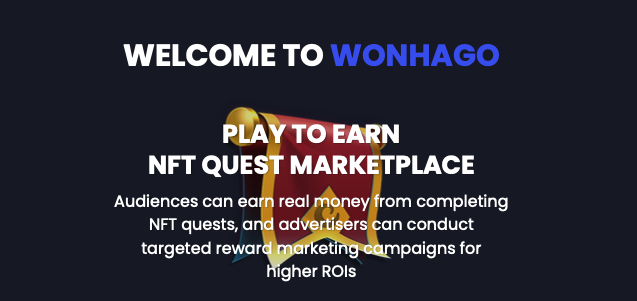 WELCOME TO WONHAGO
PLAY TO EARN
NFT QUEST MARKETPLACE
Audiences can earn real money from completing
NFT quests, and advertisers can conduct
targeted reward marketing campaigns for
higher ROIs